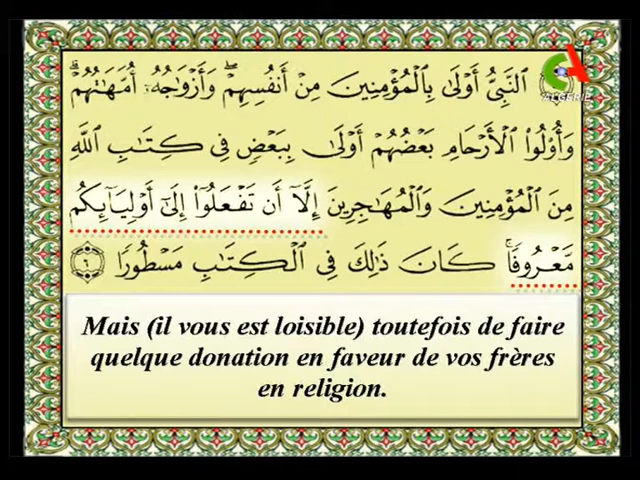 ٱلنَّبِىُّ أَوْلَىٰ بِٱلْمُؤْمِنِينَ مِنْ أَنفُسِهِمْ ۖ وَأَزْوَٰجُهُۥٓ أُمَّهَٰتُهُمْ ۗ
وَأُو۟لُوا۟ ٱلْأَرْحَامِ بَعْضُهُمْ أَوْلَىٰ بِبَعْضٍ فِى كِتَٰبِ ٱللَّهِ
مِنَ ٱلْمُؤْمِنِينَ وَٱلْمُهَٰجِرِينَ إِلَّآ أَن تَفْعَلُوٓا۟ إِلَىٰٓ أَوْلِيَآئِكُم
مَّعْرُوفًا ۚ كَانَ ذَٰلِكَ فِى ٱلْكِتَٰبِ مَسْطُورًا ٦
ALGERIE
Mais (il vous est loisible) toutefois de faire
quelque donation en faveur de vos frères
en religion.